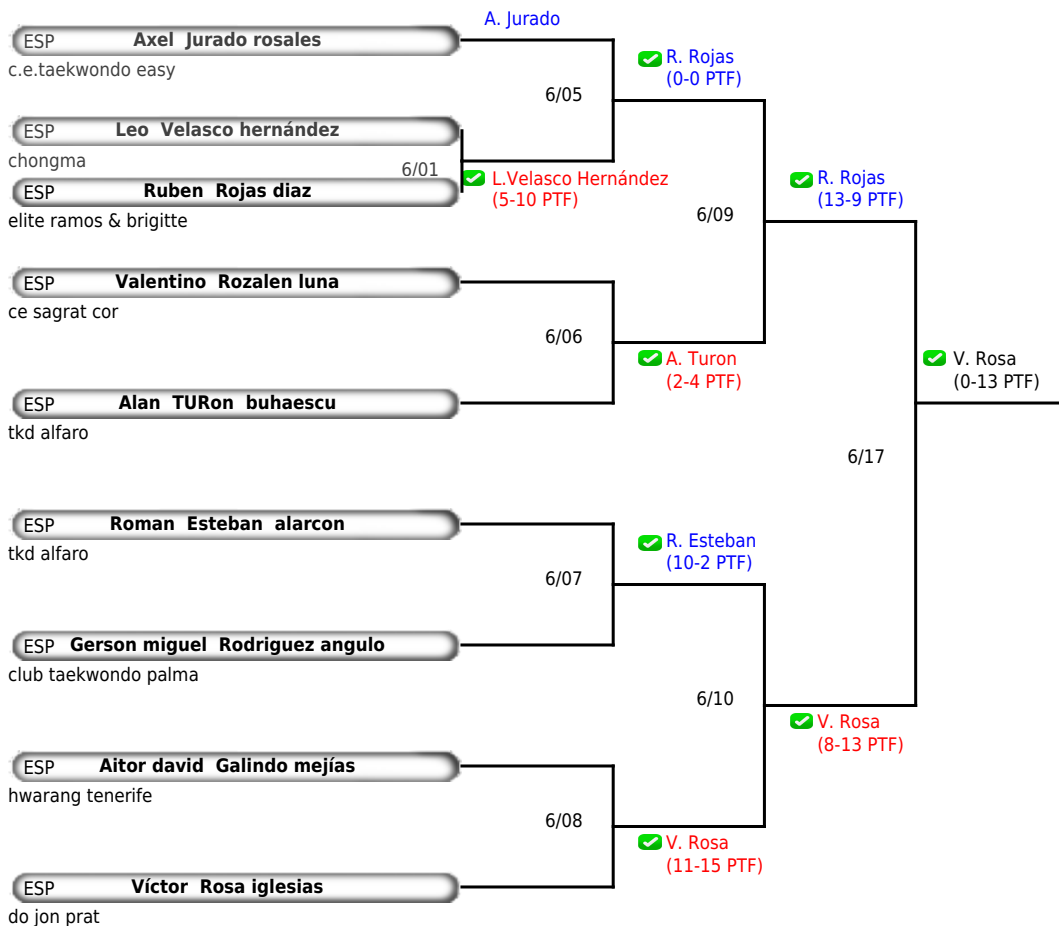 A. Jurado
ESP Axel Jurado rosales
c.e.taekwondo easy
R. Rojas
(0-0 PTF)
6/05
ESP Leo Velasco hernández
chongma
6/01
L.Velasco Hernández
(5-10 PTF)
ESP Ruben Rojas diaz
elite ramos & brigitte
R. Rojas
(13-9 PTF)
6/09
ESP Valentino Rozalen luna
ce sagrat cor
6/06
A. Turon
(2-4 PTF)
V. Rosa
(0-13 PTF)
ESP Alan TURon buhaescu
tkd alfaro
6/17
ESP Roman Esteban alarcon
tkd alfaro
R. Esteban
(10-2 PTF)
6/07
ESP Gerson miguel Rodriguez angulo
club taekwondo palma
6/10
V. Rosa
(8-13 PTF)
ESP Aitor david Galindo mejías
hwarang tenerife
6/08
V. Rosa
(11-15 PTF)
ESP Víctor Rosa iglesias
do jon prat